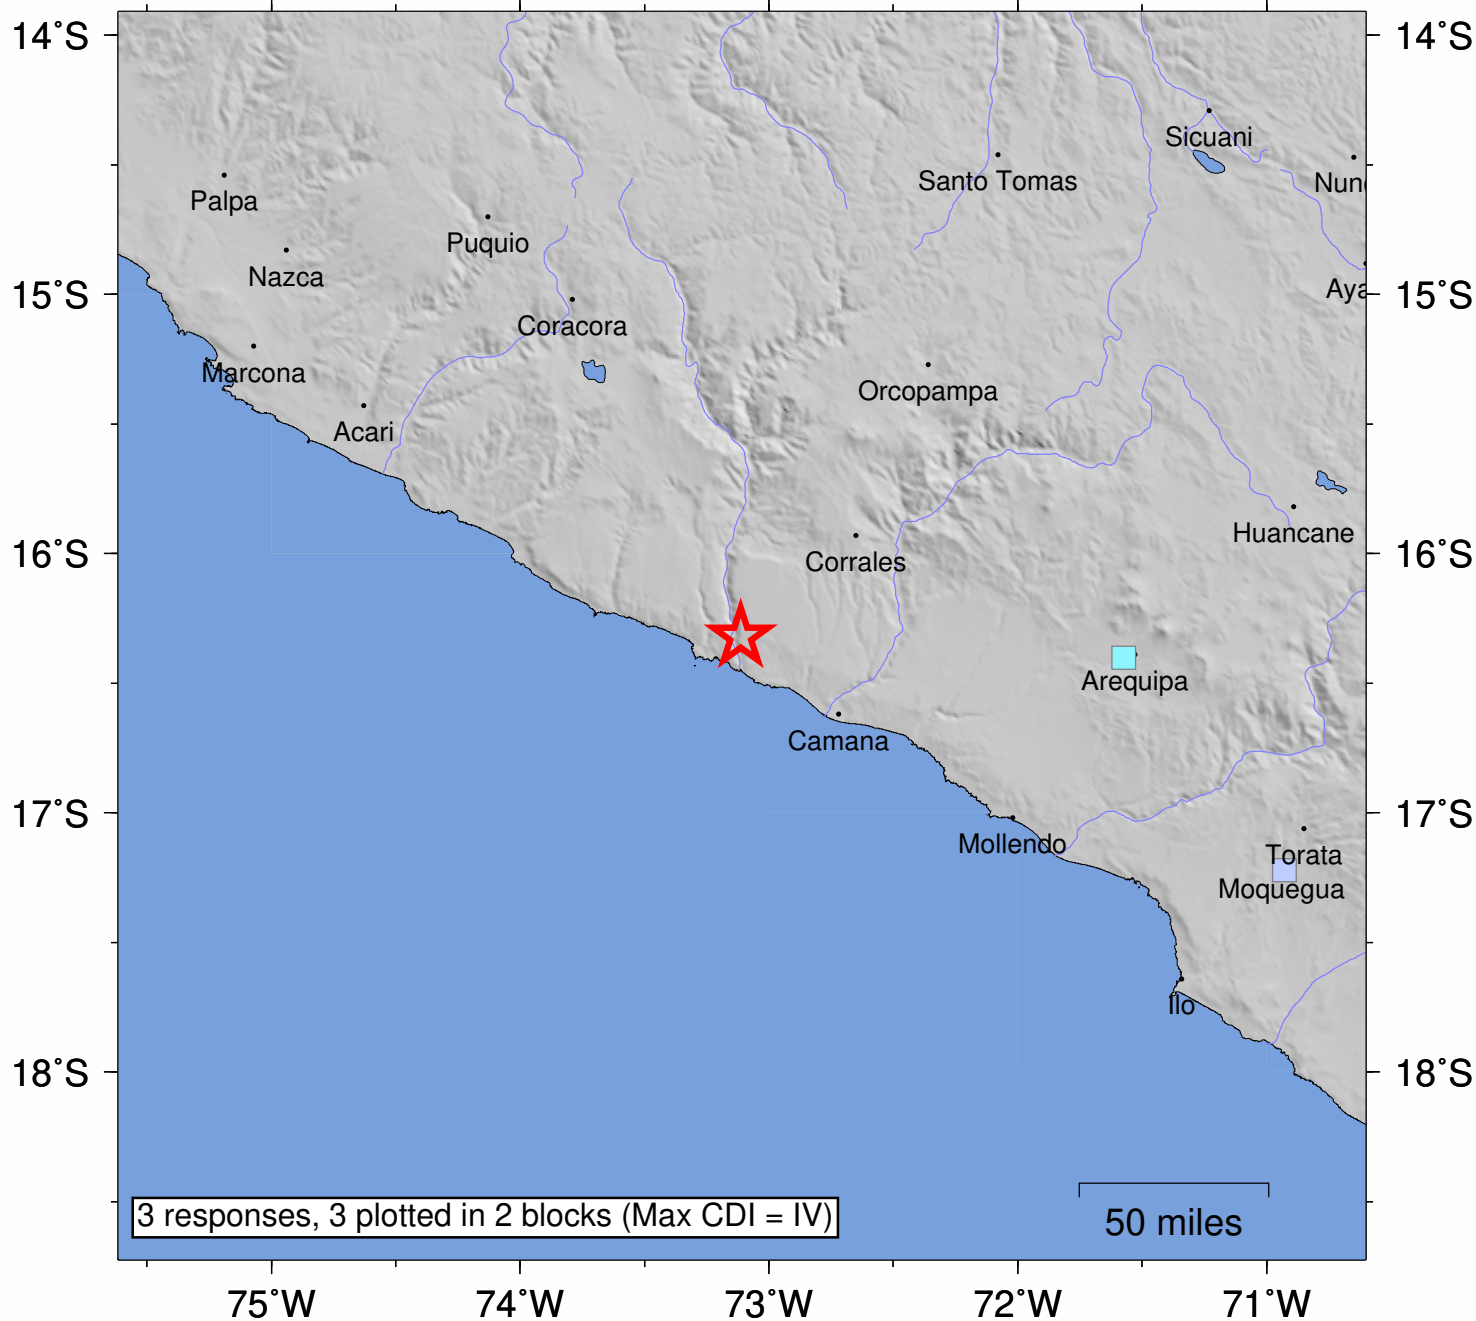 14°S
14°S
Sicuani
Santo Tomas
Nun
Palpa
Puquio
Nazca
Aya
15°S
15°S
Coracora
Marcona
Orcopampa
Acari
Huancane
16°S
16°S
Corrales
Arequipa
Camana
17°S
17°S
Mollendo
Torata
Moquegua
Ilo
18°S
18°S
3 responses, 3 plotted in 2 blocks (Max CDI = IV)
50 miles
75°W
74°W
73°W
72°W
71°W